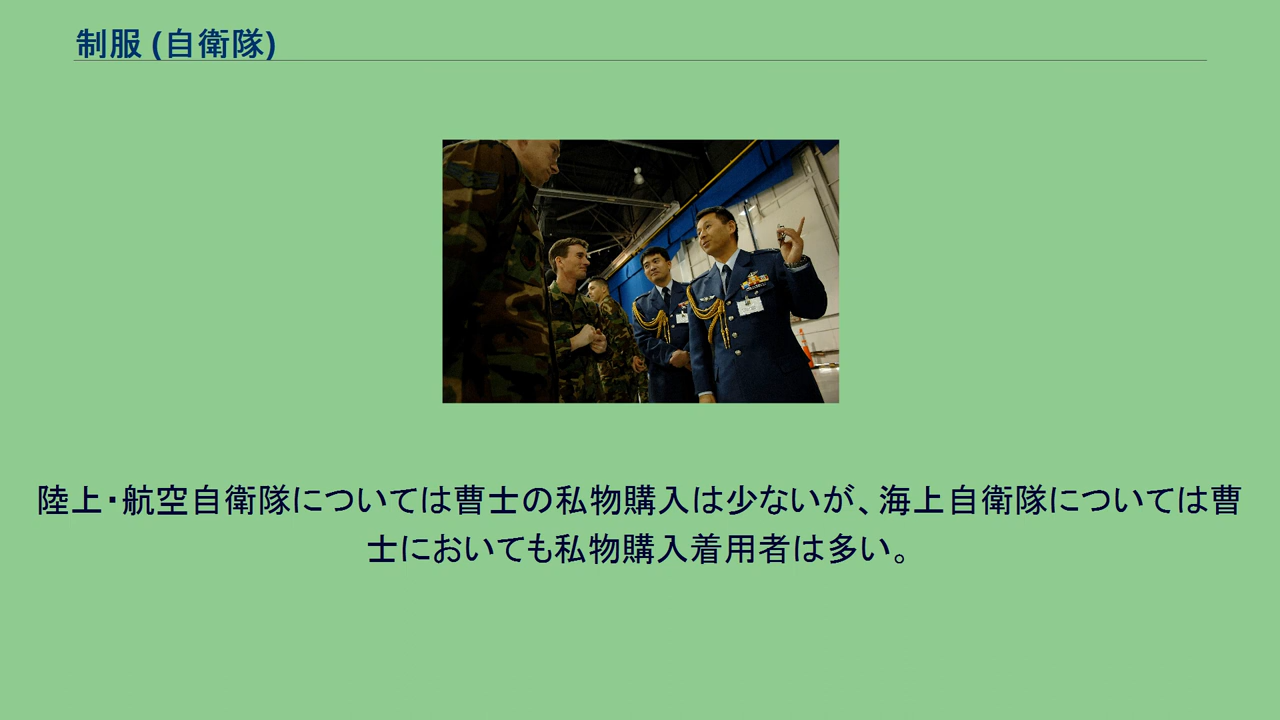 制服 (自衛隊)
陸上・航空自衛隊については曹士の私物購入は少ないが、海上自衛隊については曹
士においても私物購入着用者は多い。